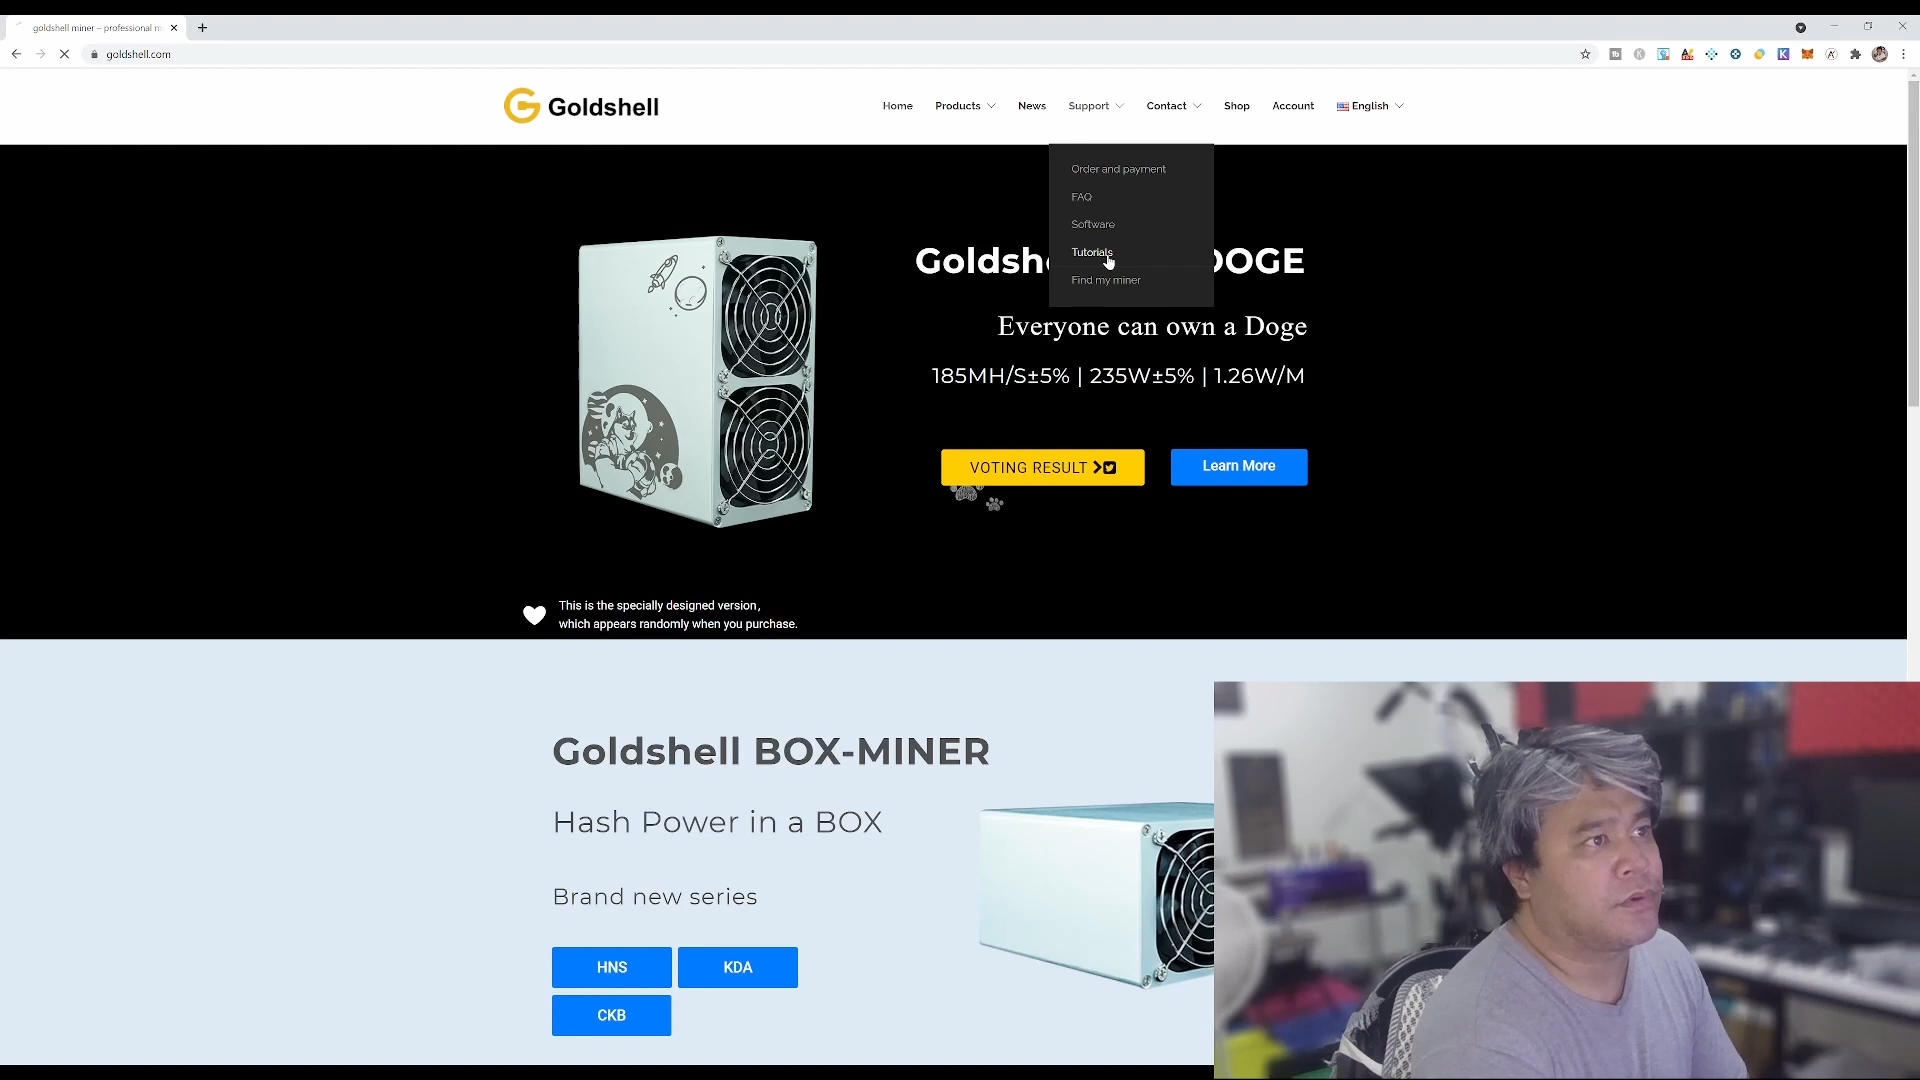 goldshell miner – professional m
goldshell.com
Goldshell
Home Products News Support Contact Shop Account English
Order and payment
FAQ
Software
Tutorials
Find my miner
Goldsh OGE
Everyone can own a Doge
185MH/S±5% | 235W±5% | 1.26W/M
VOTING RESULT
Learn More
This is the specially designed version,
which appears randomly when you purchase.
Goldshell BOX-MINER
Hash Power in a BOX
Brand new series
HNS KDA
CKB